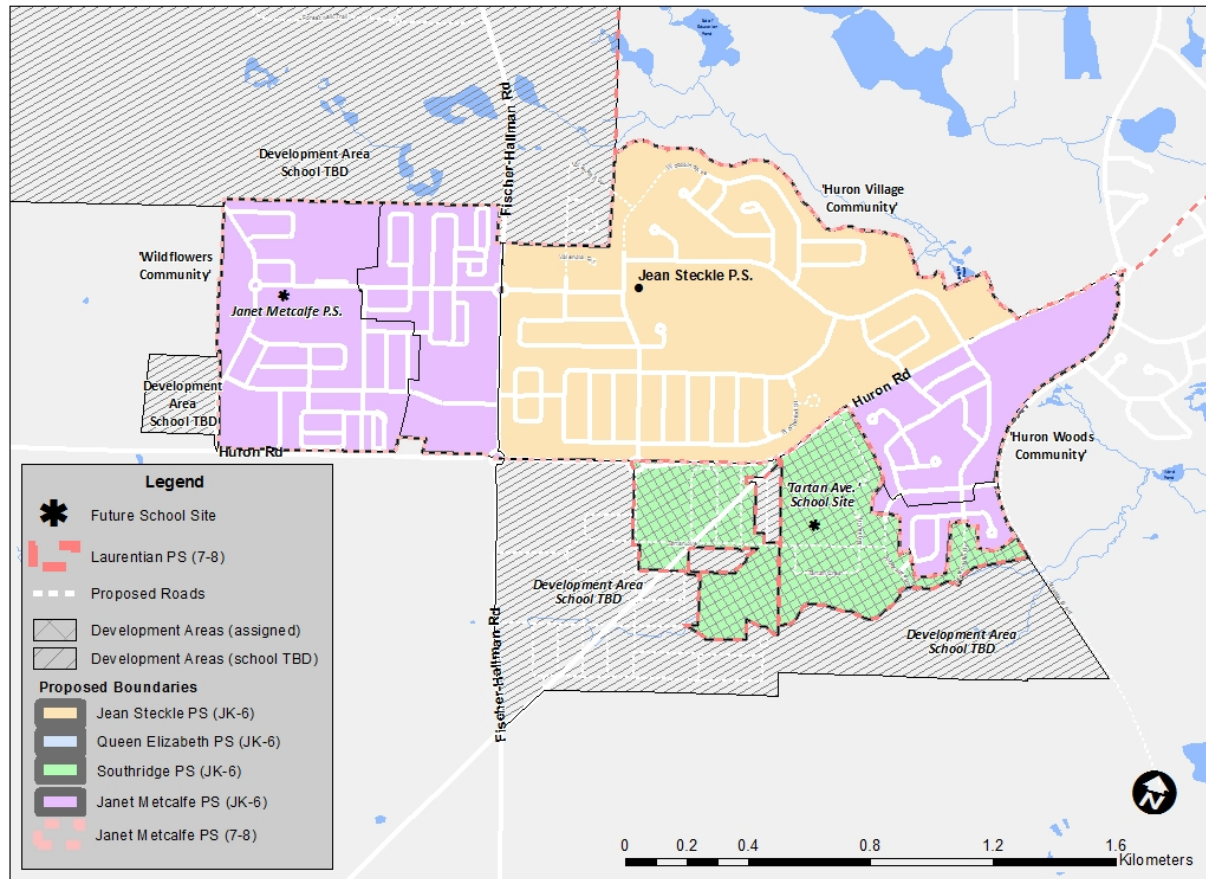 Development Area
School TBD
Fischer-Hallman Rd
'Huron Village
Community'
'Wildflowers
Community'
Janet Metcalfe P.S.
Jean Steckle P.S.
Development
Area
School TBD
Huron Rd
Huron Rd
'Huron Woods
Community'
'Tartan Ave.
School Site
Development Area
School TBD
Development Area
School TBD
Fischer-Hallman Rd
Legend
Future School Site
Laurentian PS (7-8)
Proposed Roads
Development Areas (assigned)
Development Areas (school TBD)
Proposed Boundaries
Jean Steckle PS (JK-6)
Queen Elizabeth PS (JK-6)
Southridge PS (JK-6)
Janet Metcalfe PS (JK-6)
Janet Metcalfe PS (7-8)
N
0 0.2 0.4 0.8 1.2 1.6
Kilometers